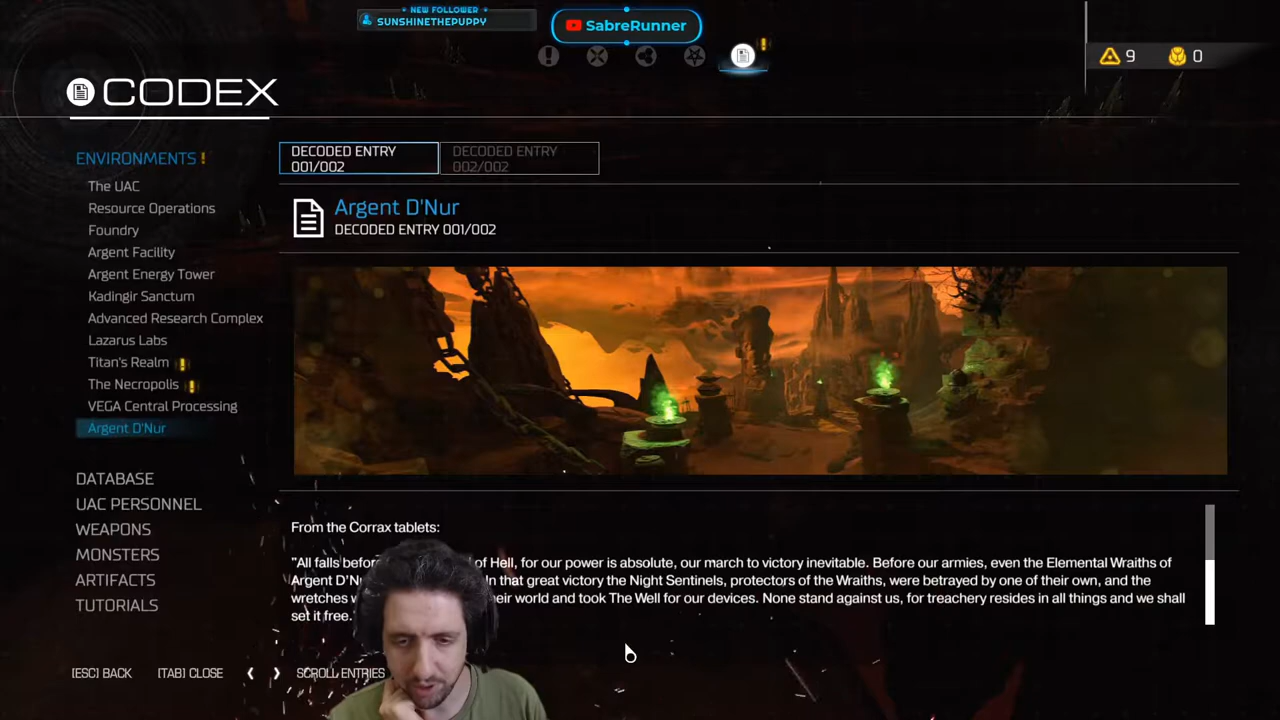 NEW FOLLOWER
SUNSHINETHEPUPPY
SabreRunner
9
0
CODEX
ENVIRONMENTS !
The UAC
Resource Operations
Foundry
Argent Facility
Argent Energy Tower
Kadingir Sanctum
Advanced Research Complex
Lazarus Labs
Titan's Realm !
The Necropolis !
VEGA Central Processing
Argent D'Nur
DATABASE
UAC PERSONNEL
WEAPONS
MONSTERS
ARTIFACTS
TUTORIALS
DECODED ENTRY
001/002
DECODED ENTRY
002/002
Argent D'Nur
DECODED ENTRY 001/002
From the Corrax tablets:
"All falls before of Hell, for our power is absolute, our march to victory inevitable. Before our armies, even the Elemental Wraiths of
Argent In that great victory the Night Sentinels, protectors of the Wraiths, were betrayed by one of their own, and the
wretches their world and took The Well for our devices. None stand against us, for treachery resides in all things and we shall
set it free.
[ESC] BACK
[TAB] CLOSE
SCROLL ENTRIES